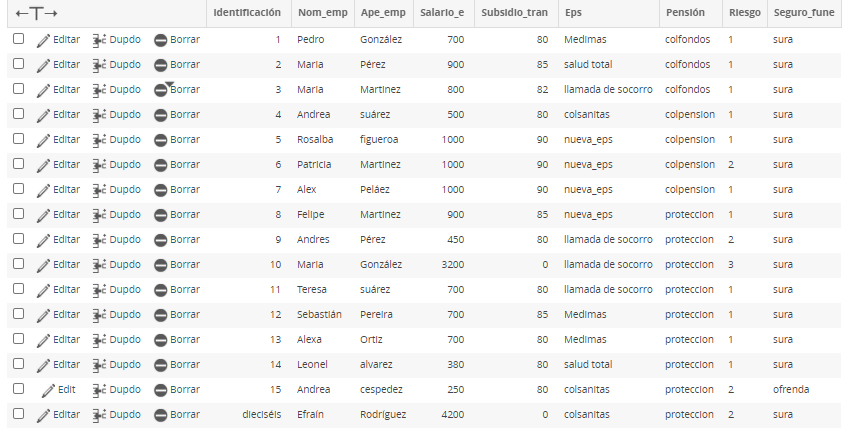 ←T→ Identificación Nom_emp Ape_emp Salario_e Subsidio_tran Eps Pensión Riesgo Seguro_fune
Editar Dupdo Borrar 1 Pedro González 700 80 Medimas colfondos 1 sura
Editar Dupdo Borrar 2 Maria Pérez 900 85 salud total colfondos 1 sura
Editar Dupdo Borrar 3 Maria Martinez 800 82 llamada de socorro colfondos 1 sura
Editar Dupdo Borrar 4 Andrea suárez 500 80 colsanitas colpension 1 sura
Editar Dupdo Borrar 5 Rosalba figueroa 1000 90 nueva_eps colpension 1 sura
Editar Dupdo Borrar 6 Patricia Martinez 1000 90 nueva_eps colpension 2 sura
Editar Dupdo Borrar 7 Alex Peláez 1000 90 nueva_eps colpension 1 sura
Editar Dupdo Borrar 8 Felipe Martinez 900 85 nueva_eps proteccion 1 sura
Editar Dupdo Borrar 9 Andres Pérez 450 80 llamada de socorro proteccion 2 sura
Editar Dupdo Borrar 10 Maria González 3200 0 llamada de socorro proteccion 3 sura
Editar Dupdo Borrar 11 Teresa suárez 700 80 llamada de socorro proteccion 1 sura
Editar Dupdo Borrar 12 Sebastián Pereira 700 85 Medimas proteccion 1 sura
Editar Dupdo Borrar 13 Alexa Ortiz 700 80 Medimas proteccion 1 sura
Editar Dupdo Borrar 14 Leonel alvarez 380 80 salud total proteccion 1 sura
Edit Dupdo Borrar 15 Andrea cespedez 250 80 colsanitas proteccion 2 ofrenda
Editar Dupdo Borrar dieciséis Efraín Rodríguez 4200 0 colsanitas proteccion 2 sura